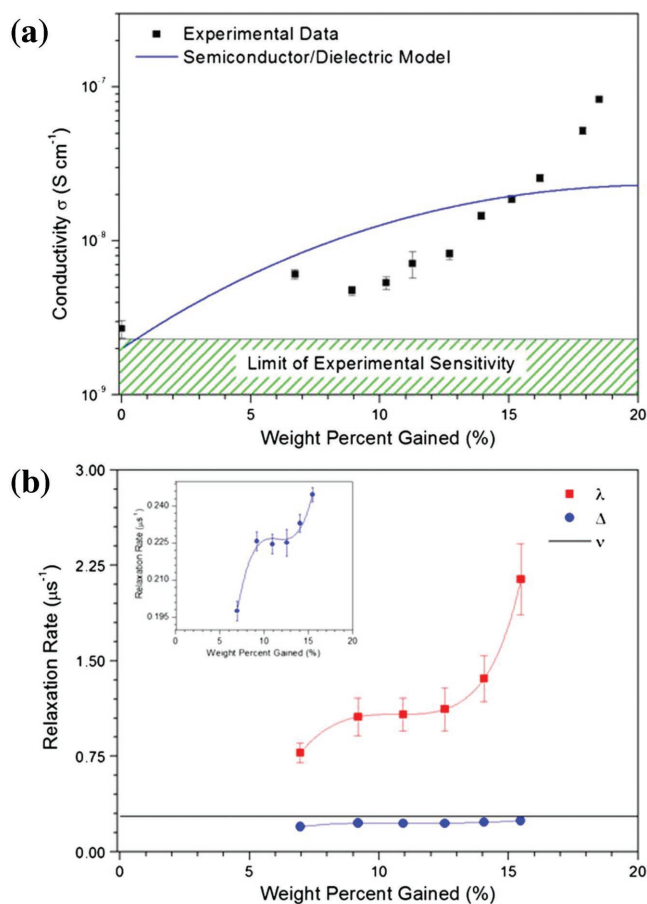 (a)
Experimental Data
Semiconductor/Dielectric Model
Conductivity σ (S cm⁻¹)
10⁻⁷
10⁻⁸
10⁻⁹
Limit of Experimental Sensitivity
0 5 10 15 20
Weight Percent Gained (%)
(b)
Relaxation Rate (μs⁻¹)
3.00
2.25
1.50
0.75
0.00
λ
Δ
ν
Relaxation Rate (μs⁻¹)
0.240
0.225
0.210
0.195
0 5 10 15 20
Weight Percent Gained (%)
0 5 10 15 20
Weight Percent Gained (%)